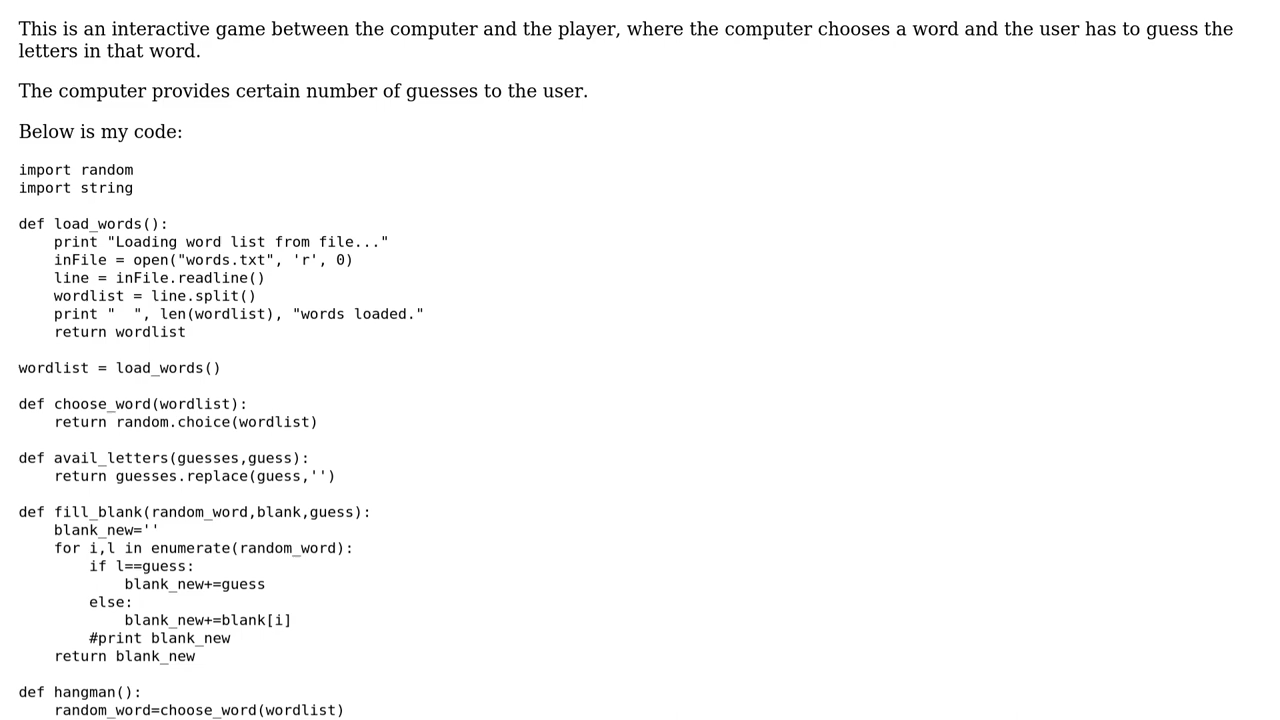 This is an interactive game between the computer and the player, where the computer chooses a word and the user has to guess the
letters in that word.
The computer provides certain number of guesses to the user.
Below is my code:
import random
import string
def load_words():
    print "Loading word list from file..."
    inFile = open("words.txt", 'r', 0)
    line = inFile.readline()
    wordlist = line.split()
    print "  ", len(wordlist), "words loaded."
    return wordlist
wordlist = load_words()
def choose_word(wordlist):
    return random.choice(wordlist)
def avail_letters(guesses,guess):
    return guesses.replace(guess,'')
def fill_blank(random_word,blank,guess):
    blank_new=''
    for i,l in enumerate(random_word):
        if l==guess:
            blank_new+=guess
        else:
            blank_new+=blank[i]
        #print blank_new
    return blank_new
def hangman():
    random_word=choose_word(wordlist)